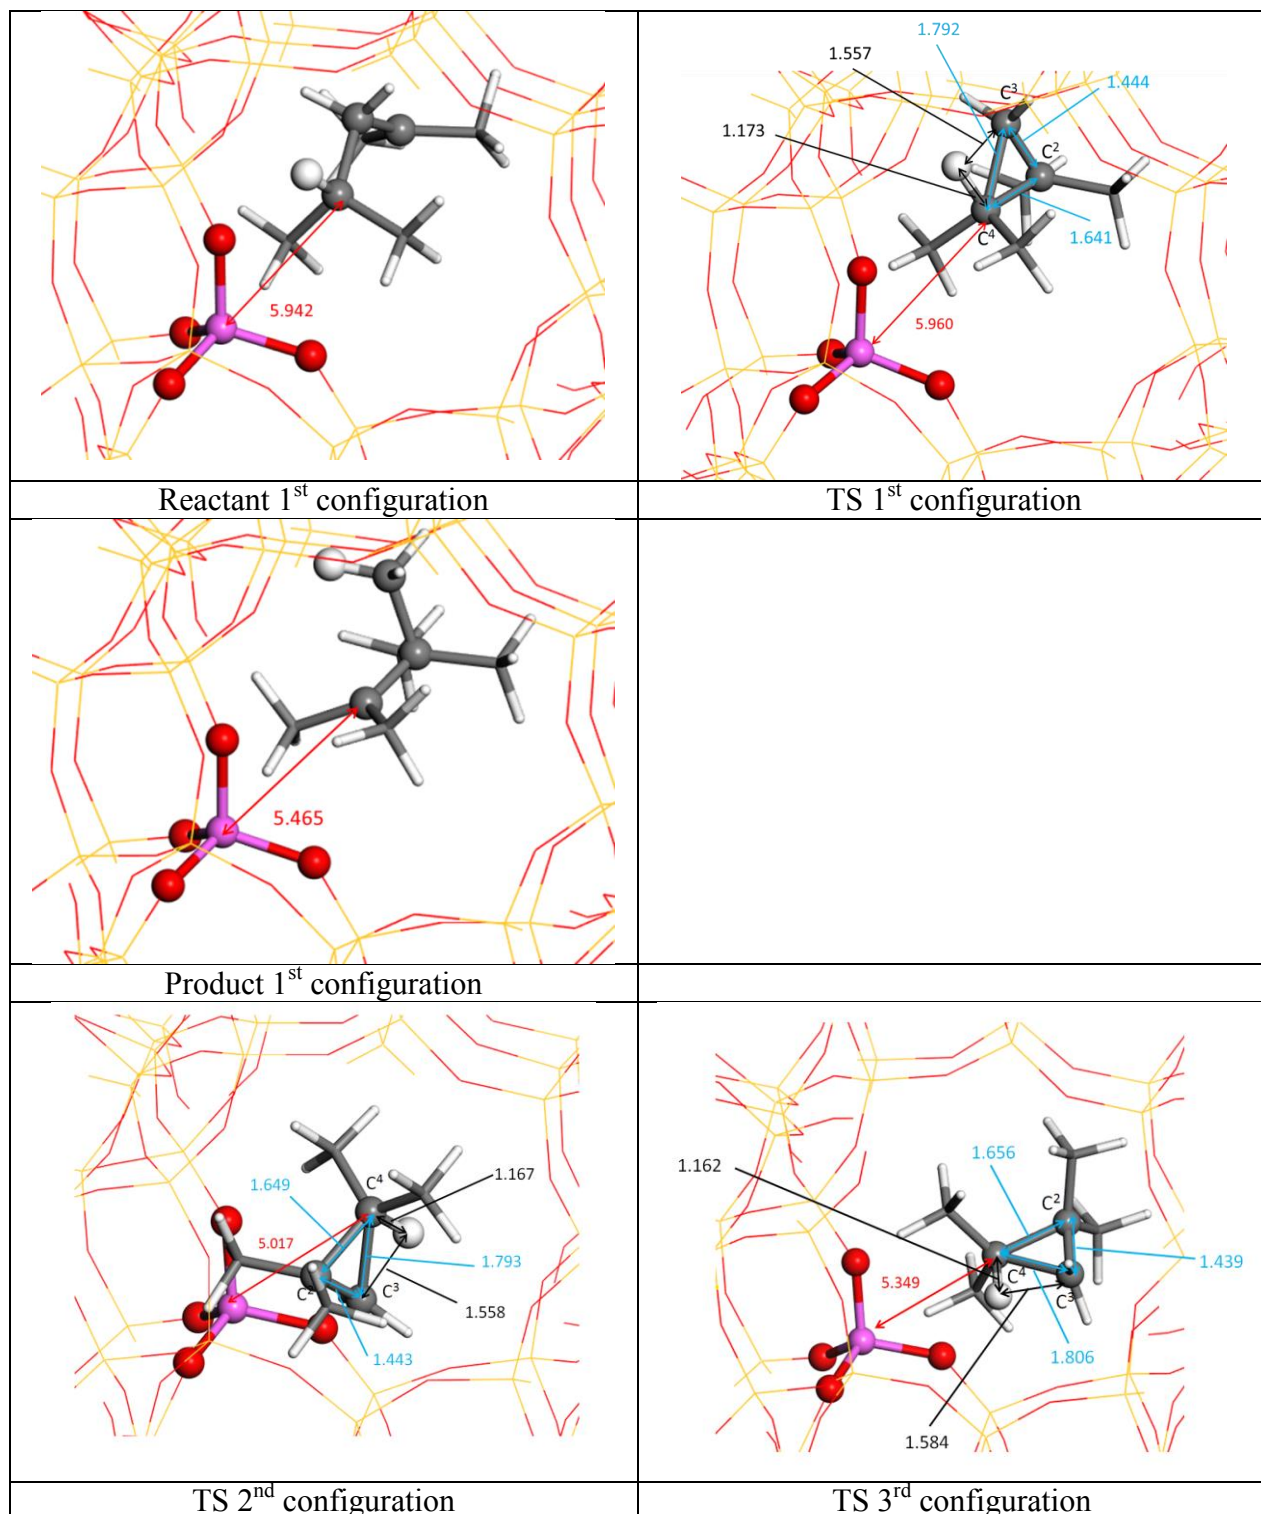 5.942
1.792
1.557
C³
1.444
1.173
C²
C⁴
1.641
5.960
Reactant 1ˢᵗ configuration
TS 1ˢᵗ configuration
5.465
Product 1ˢᵗ configuration
C⁴
1.167
1.649
5.017
1.793
C²
C³
1.558
1.443
1.656
1.162
C²
5.349
C⁴
1.439
C³
1.806
1.584
TS 2ⁿᵈ configuration
TS 3ʳᵈ configuration